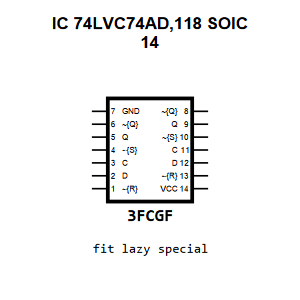 IC 74LVC74AD,118 SOIC
14
7 GND ~{Q} 8
6 ~{Q} Q 9
5 Q ~{S} 10
4 ~{S} C 11
3 C D 12
2 D ~{R} 13
1 ~{R} VCC 14
3FCGF
fit lazy special